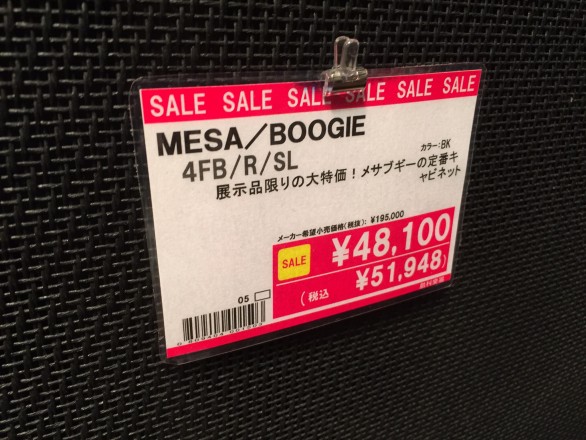 SALE SALE SALE SALE SALE SALE
MESA/BOOGIE
4FB/R/SL
カラー:BK
展示品限りの大特価!メサブギーの定番キ
ャビネット
メーカー希望小売価格(税抜): ¥195,000
SALE ¥48,100
(税込 ¥51,948)
05